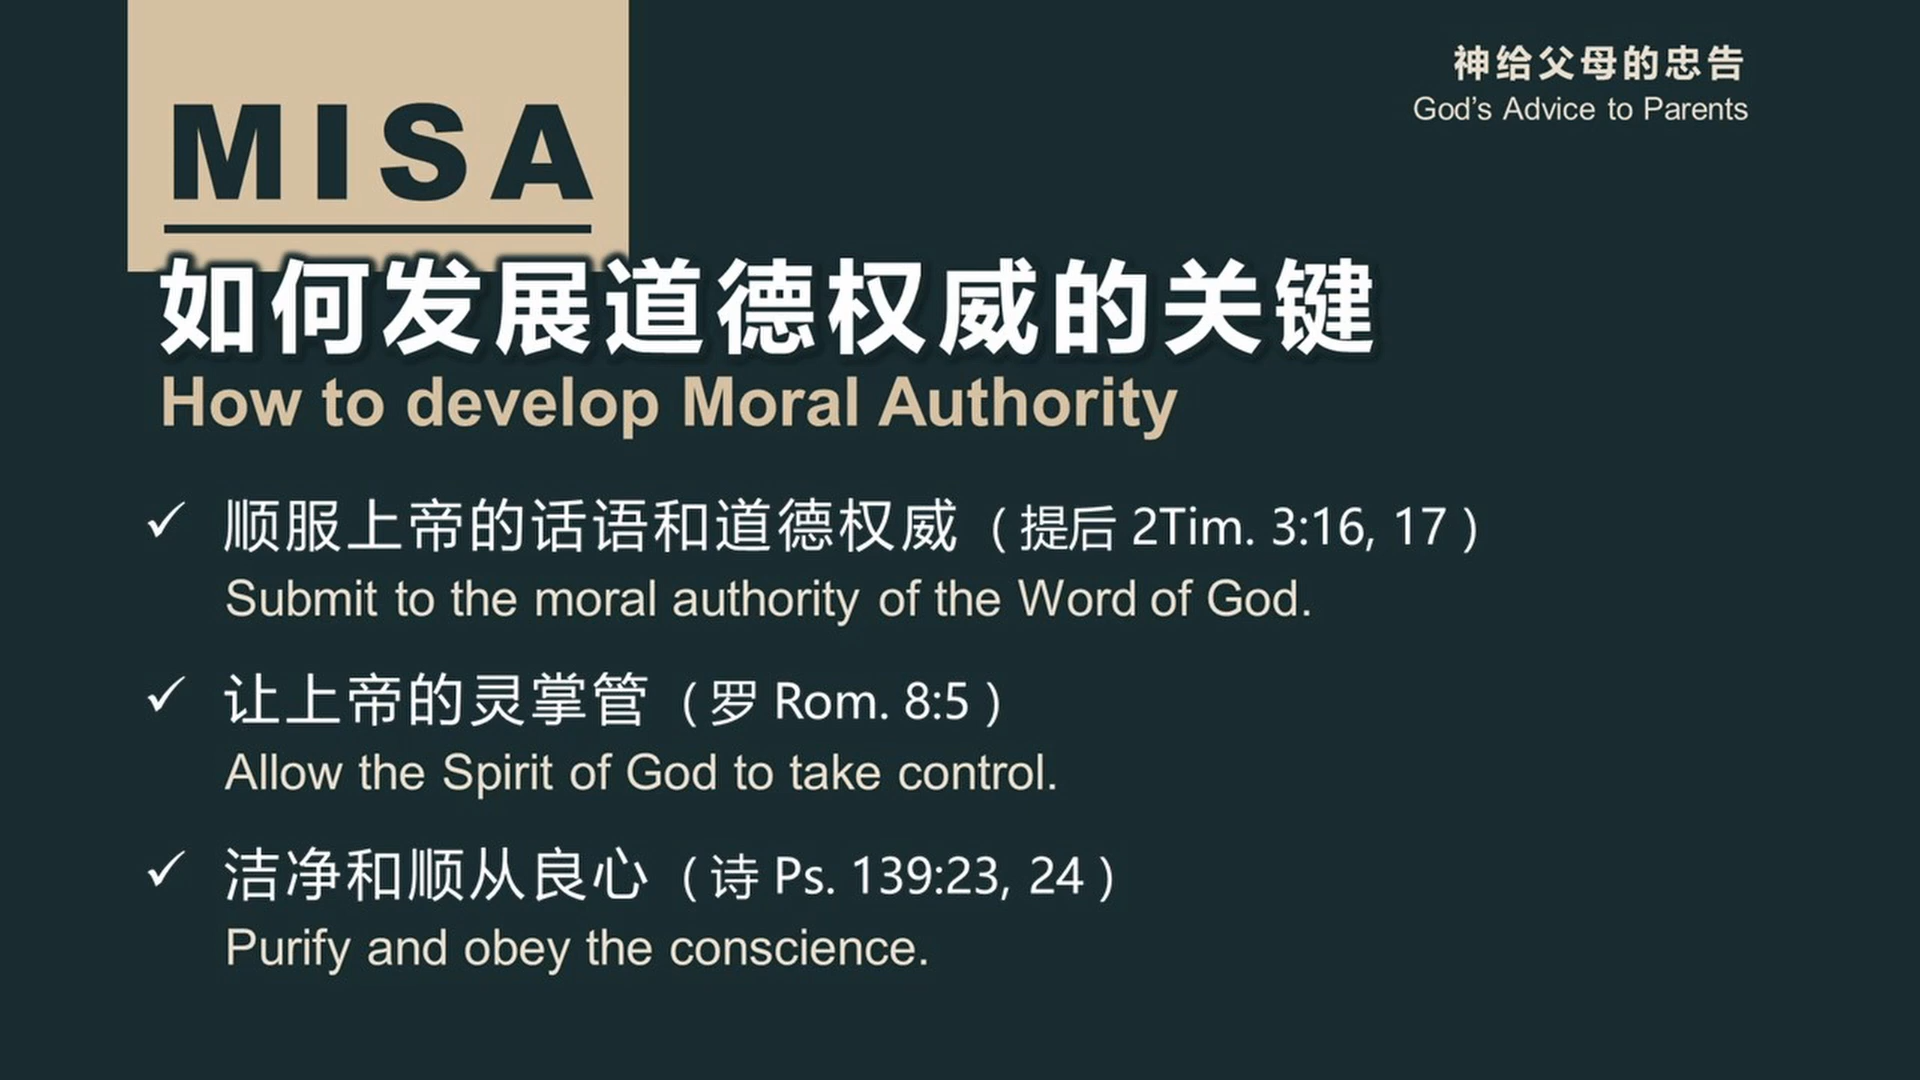 神给父母的忠告
God’s Advice to Parents
MISA
如何发展道德权威的关键
How to develop Moral Authority
✓ 顺服上帝的话语和道德权威（提后 2Tim. 3:16, 17）
Submit to the moral authority of the Word of God.
✓ 让上帝的灵掌管（罗 Rom. 8:5）
Allow the Spirit of God to take control.
✓ 洁净和顺从良心（诗 Ps. 139:23, 24）
Purify and obey the conscience.